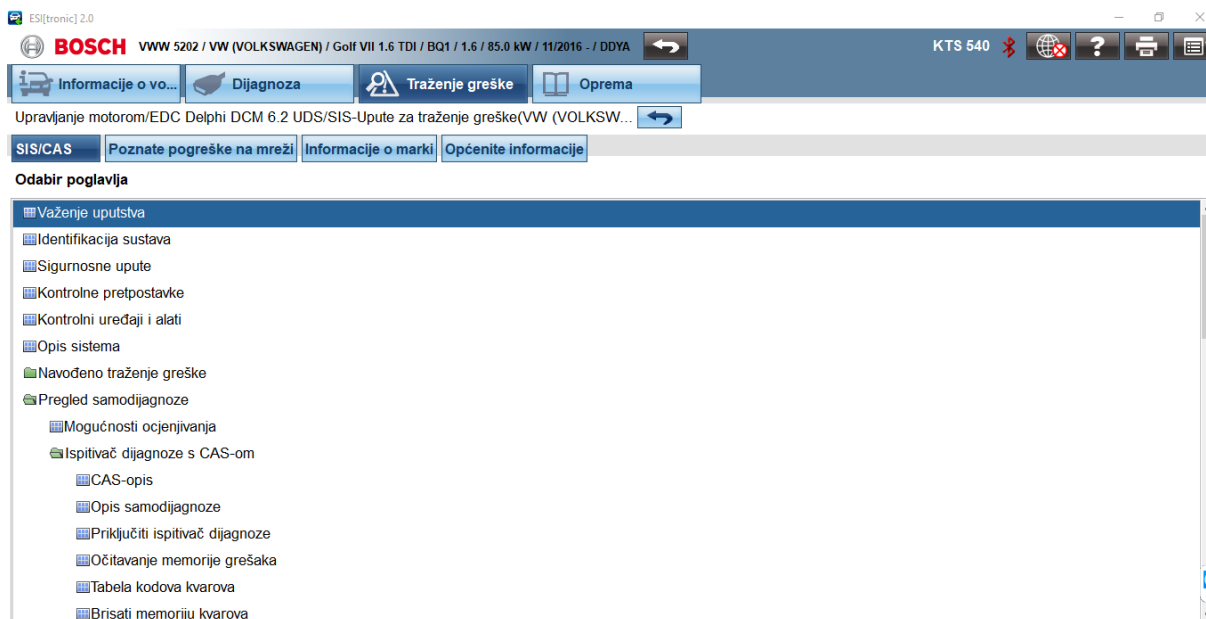 ESI[tronic] 2.0
BOSCH VWW 5202 / VW (VOLKSWAGEN) / Golf VII 1.6 TDI / BQ1 / 1.6 / 85.0 kW / 11/2016 - / DDYA KTS 540 ?
Informacije o vo... Dijagnoza Traženje greške Oprema
Upravljanje motorom/EDC Delphi DCM 6.2 UDS/SIS-Upute za traženje greške(VW (VOLKSW...
SIS/CAS Poznate pogreške na mreži Informacije o marki Općenite informacije
Odabir poglavlja
Važenje uputstva
Identifikacija sustava
Sigurnosne upute
Kontrolne pretpostavke
Kontrolni uređaji i alati
Opis sistema
Navođeno traženje greške
Pregled samodijagnoze
Mogućnosti ocjenjivanja
Ispitivač dijagnoze s CAS-om
CAS-opis
Opis samodijagnoze
Priključiti ispitivač dijagnoze
Očitavanje memorije grešaka
Tabela kodova kvarova
Brisati memoriju kvarova